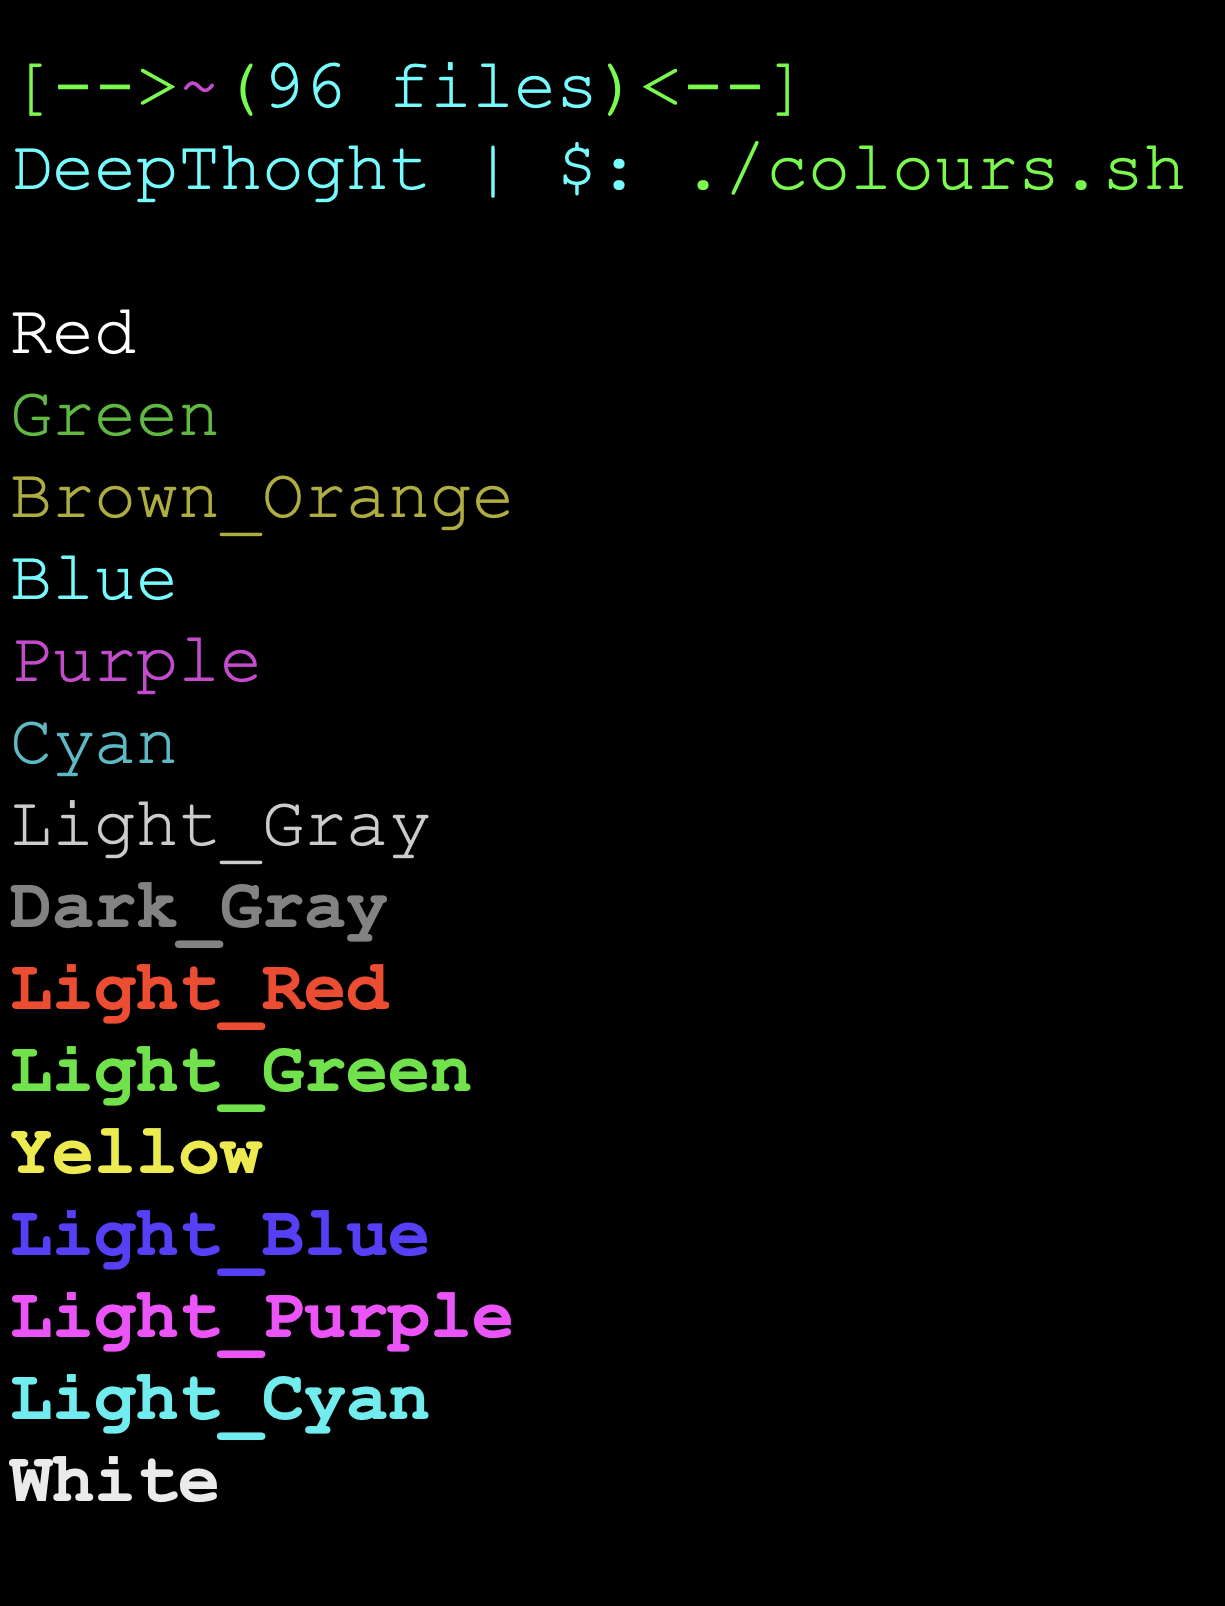 [-->~(96 files)<--]
DeepThoght | $: ./colours.sh
Red
Green
Brown_Orange
Blue
Purple
Cyan
Light_Gray
Dark_Gray
Light_Red
Light_Green
Yellow
Light_Blue
Light_Purple
Light_Cyan
White